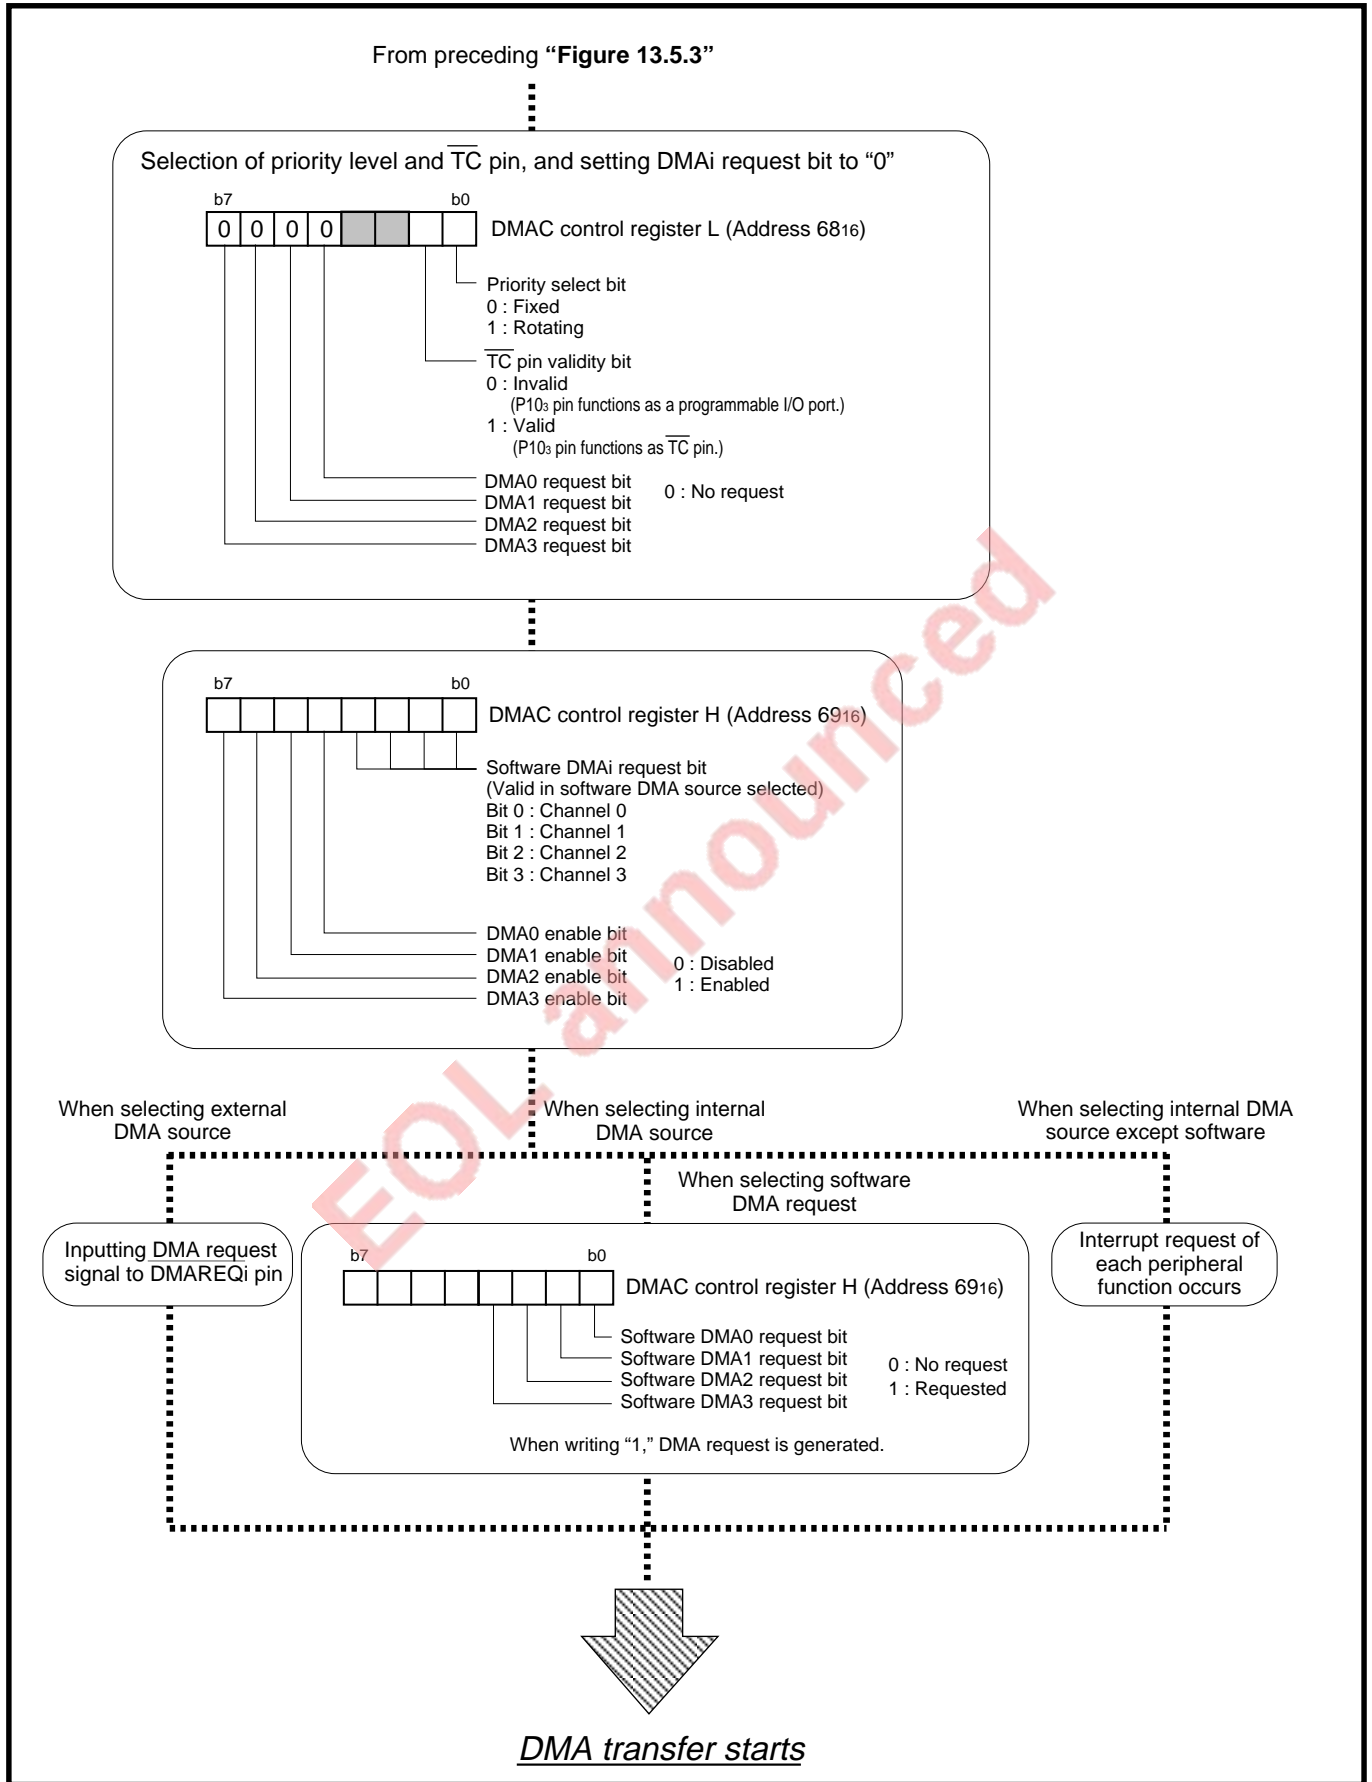 From preceding “Figure 13.5.3”
Selection of priority level and TC pin, and setting DMAi request bit to “0”
b7 b0
0 0 0 0 DMAC control register L (Address 6816)
Priority select bit
0 : Fixed
1 : Rotating
TC pin validity bit
0 : Invalid
(P103 pin functions as a programmable I/O port.)
1 : Valid
(P103 pin functions as TC pin.)
DMA0 request bit
DMA1 request bit
DMA2 request bit
DMA3 request bit
0 : No request
b7 b0
DMAC control register H (Address 6916)
Software DMAi request bit
(Valid in software DMA source selected)
Bit 0 : Channel 0
Bit 1 : Channel 1
Bit 2 : Channel 2
Bit 3 : Channel 3
DMA0 enable bit
DMA1 enable bit
DMA2 enable bit
DMA3 enable bit
0 : Disabled
1 : Enabled
When selecting external
DMA source
When selecting internal
DMA source
When selecting internal DMA
source except software
When selecting software
DMA request
Inputting DMA request
signal to DMAREQi pin
b7 b0
DMAC control register H (Address 6916)
Software DMA0 request bit
Software DMA1 request bit
Software DMA2 request bit
Software DMA3 request bit
0 : No request
1 : Requested
When writing “1,” DMA request is generated.
Interrupt request of
each peripheral
function occurs
DMA transfer starts
EOL announced